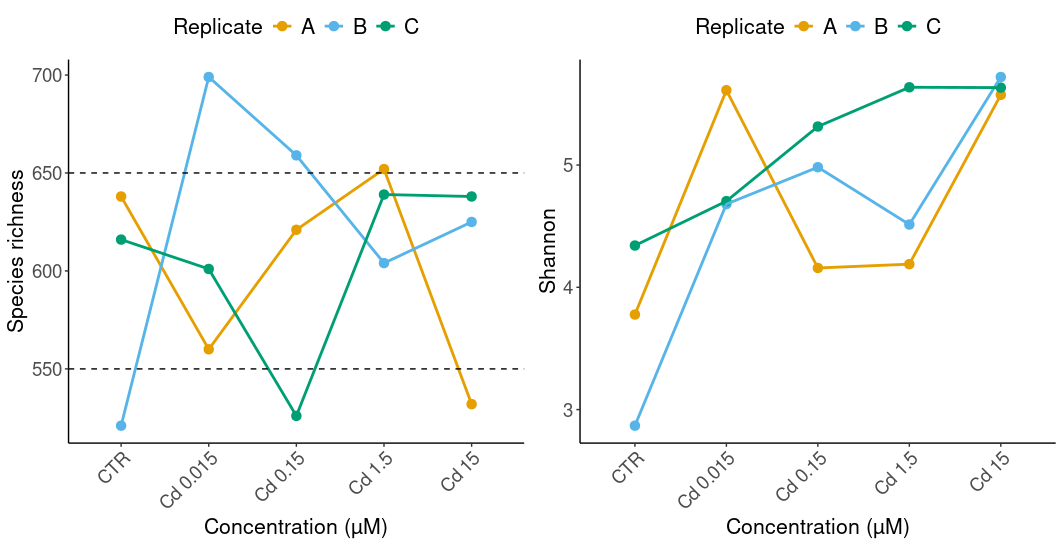 Replicate A B C
Species richness
700
650
600
550
CTR
Cd 0.015
Cd 0.15
Cd 1.5
Cd 15
Concentration (µM)
Replicate A B C
Shannon
5
4
3
CTR
Cd 0.015
Cd 0.15
Cd 1.5
Cd 15
Concentration (µM)